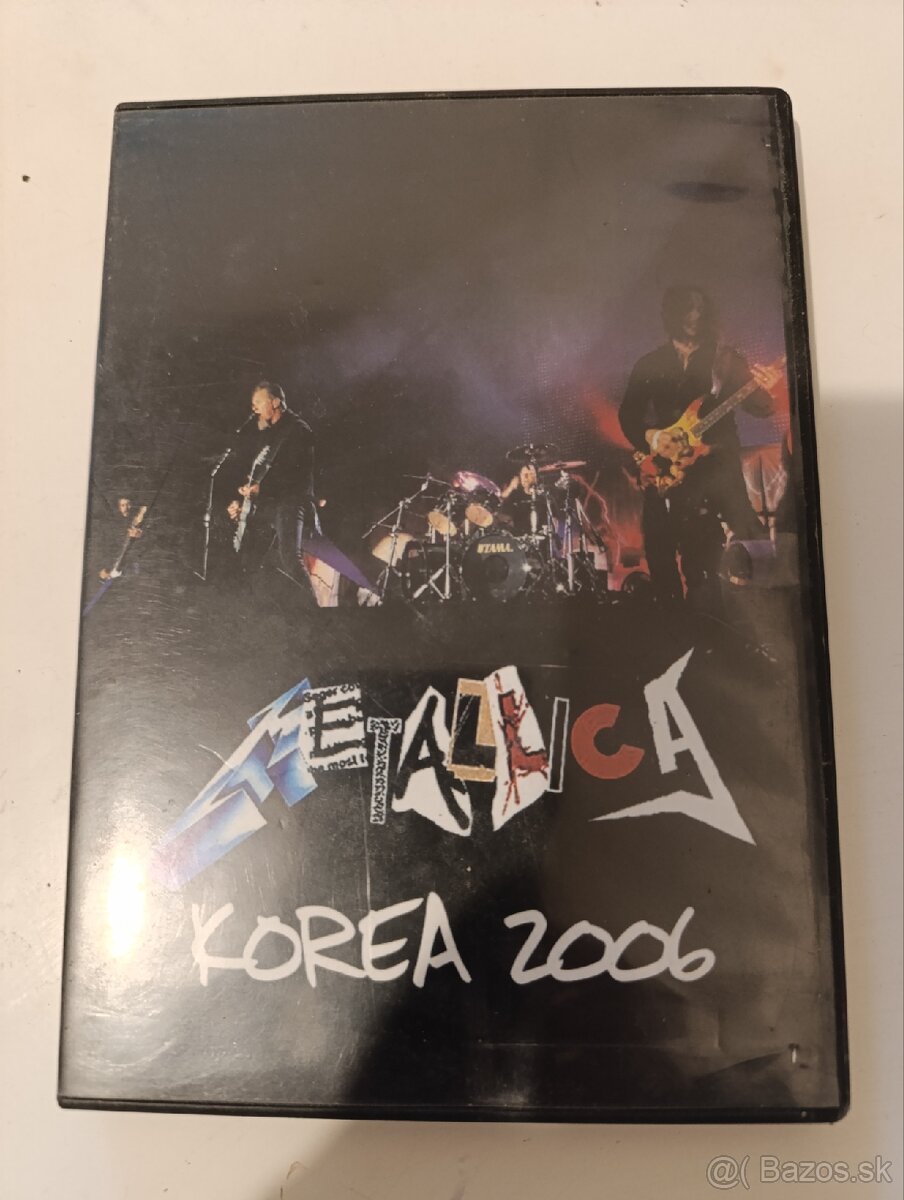 TAMA
METALLICA
KOREA 2006
@( Bazos.sk